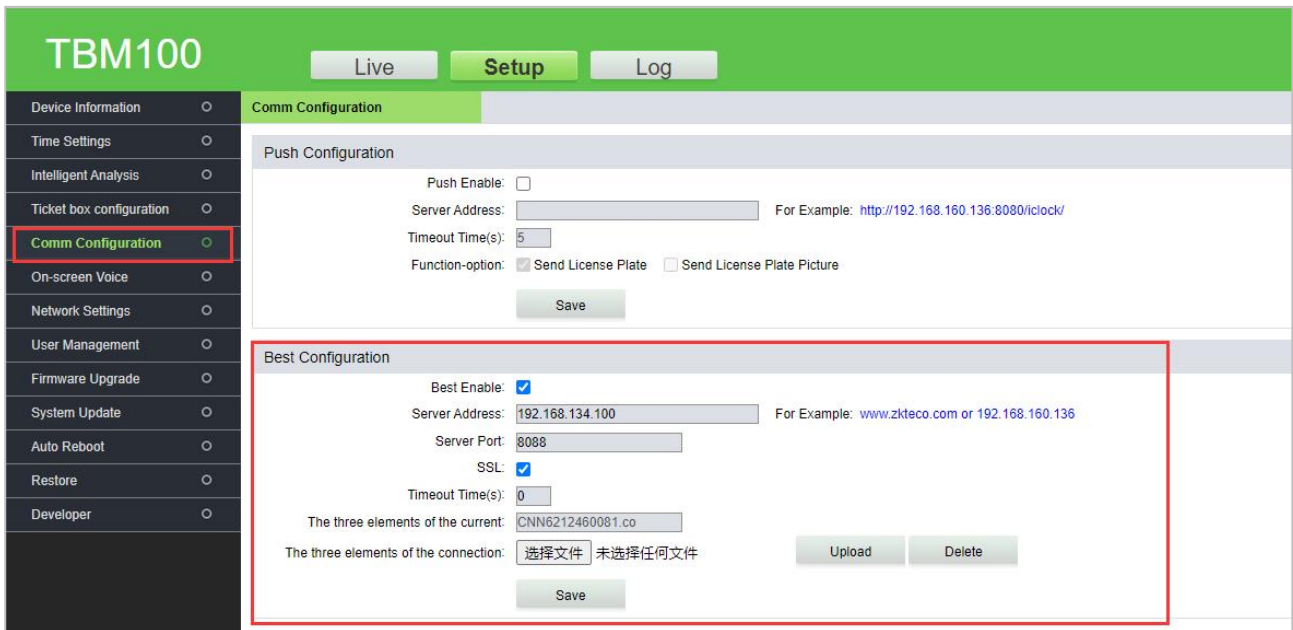 TBM100
Live Setup Log
Device Information
Time Settings
Intelligent Analysis
Ticket box configuration
Comm Configuration
On-screen Voice
Network Settings
User Management
Firmware Upgrade
System Update
Auto Reboot
Restore
Developer
Comm Configuration
Push Configuration
Push Enable:
Server Address: For Example: http://192.168.160.136:8080/iclock/
Timeout Time(s): 5
Function-option: Send License Plate Send License Plate Picture
Save
Best Configuration
Best Enable:
Server Address: 192.168.134.100 For Example: www.zkteco.com or 192.168.160.136
Server Port: 8088
SSL:
Timeout Time(s): 0
The three elements of the current: CNN6212460081.co
The three elements of the connection: 选择文件 未选择任何文件 Upload Delete
Save